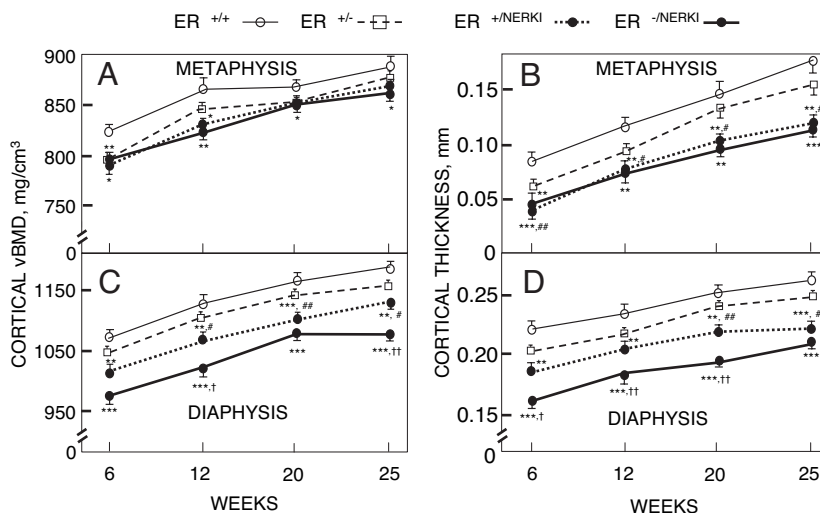 ER +/+ ER +/- ER +/NERKI ER -/NERKI
A METAPHYSIS
900
850
800
750
0
** * ** * * *
B METAPHYSIS
0.15
0.10
0.05
0
***,## ** **,# ** **,# ** **,# ***
C DIAPHYSIS
1150
1050
950
0
*** ** ***,† **,# *** ***, ## ***,†† **, #
D DIAPHYSIS
0.25
0.20
0.15
0
***,† ** ***,†† ** ***,†† **, ## *** ***, #
CORTICAL vBMD, mg/cm³
CORTICAL THICKNESS, mm
6 12 20 25
WEEKS
6 12 20 25
WEEKS